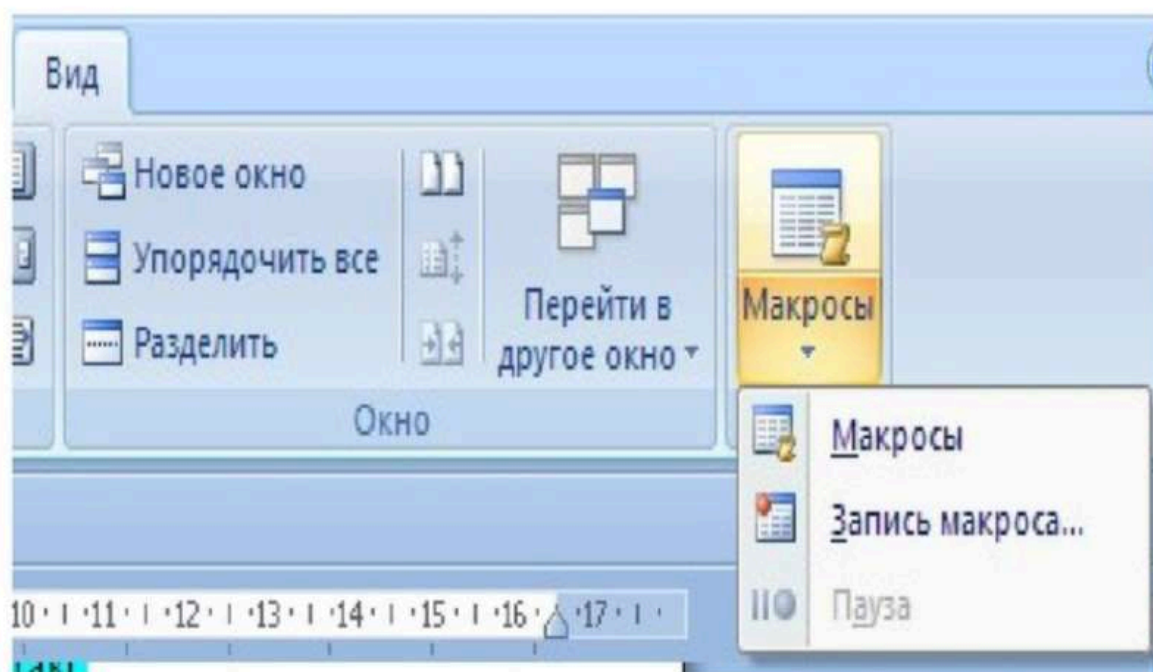 Вид
Новое окно
Упорядочить все
Разделить
Перейти в
другое окно
Окно
Макросы
Макросы
Запись макроса...
Пауза
10 11 12 13 14 15 16 17